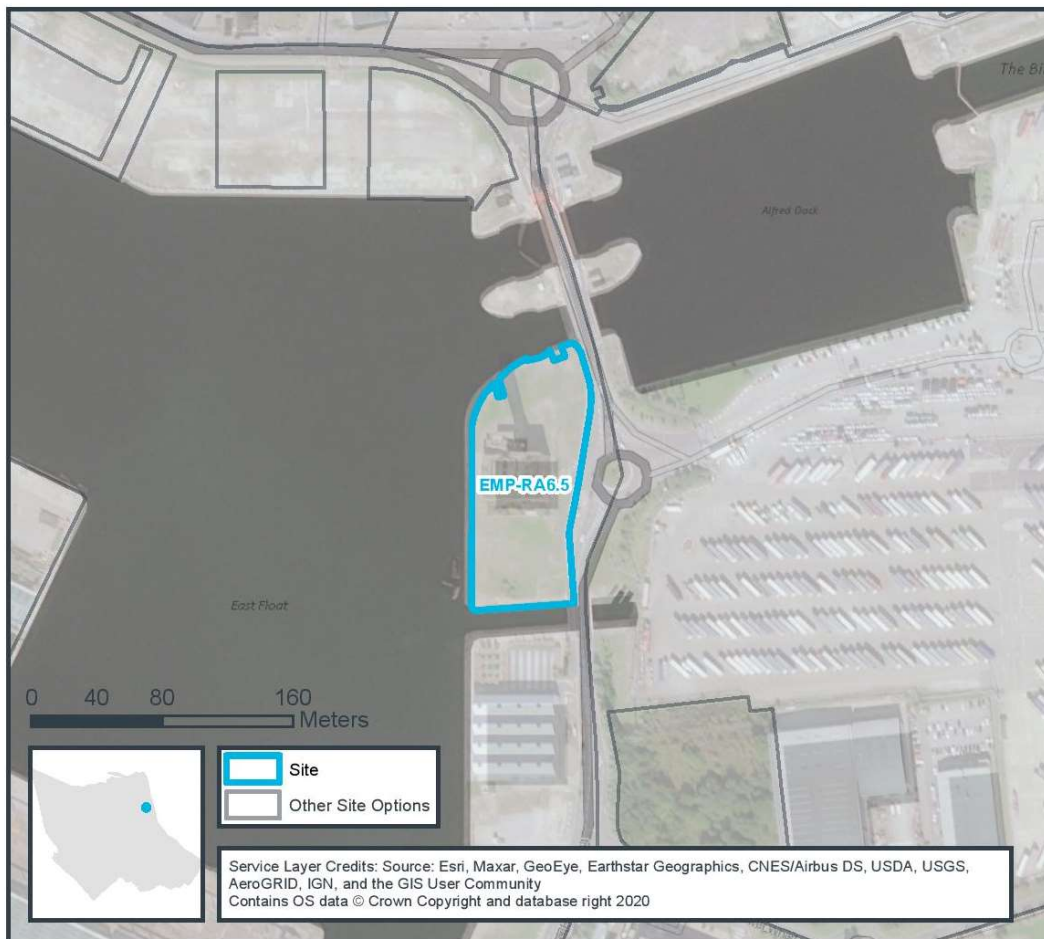 The Bi
Alfred Dock
EMP-RA6.5
East Float
0 40 80 160
Meters
Site
Other Site Options
Service Layer Credits: Source: Esri, Maxar, GeoEye, Earthstar Geographics, CNES/Airbus DS, USDA, USGS,
AeroGRID, IGN, and the GIS User Community
Contains OS data © Crown Copyright and database right 2020